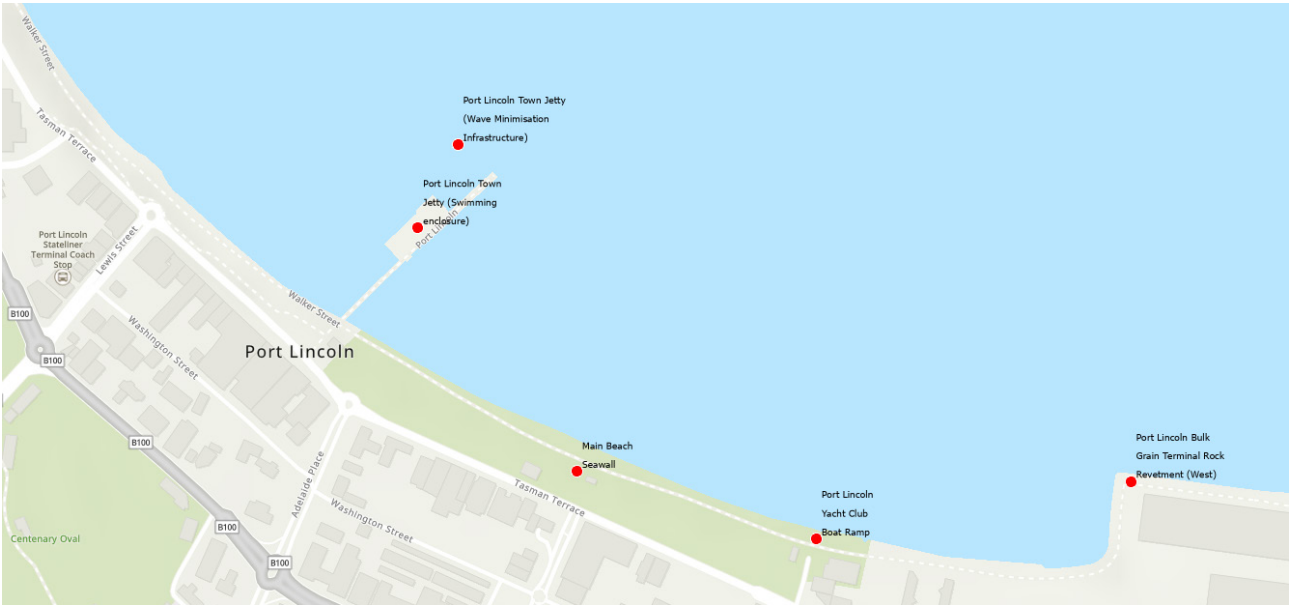 Walker Street
Tasman Terrace
Port Lincoln Town Jetty
(Wave Minimisation
Infrastructure)
Port Lincoln Town
Jetty (Swimming
enclosure)
Port Lincoln
Port Lincoln
Stateliner
Terminal Coach
Stop
Lewis Street
B100
B100
Walker Street
Washington Street
Port Lincoln
B100
Adelaide Place
Main Beach
Seawall
Tasman Terrace
Washington Street
Port Lincoln
Yacht Club
Boat Ramp
Port Lincoln Bulk
Grain Terminal Rock
Revetment (West)
B100
Centenary Oval
B100